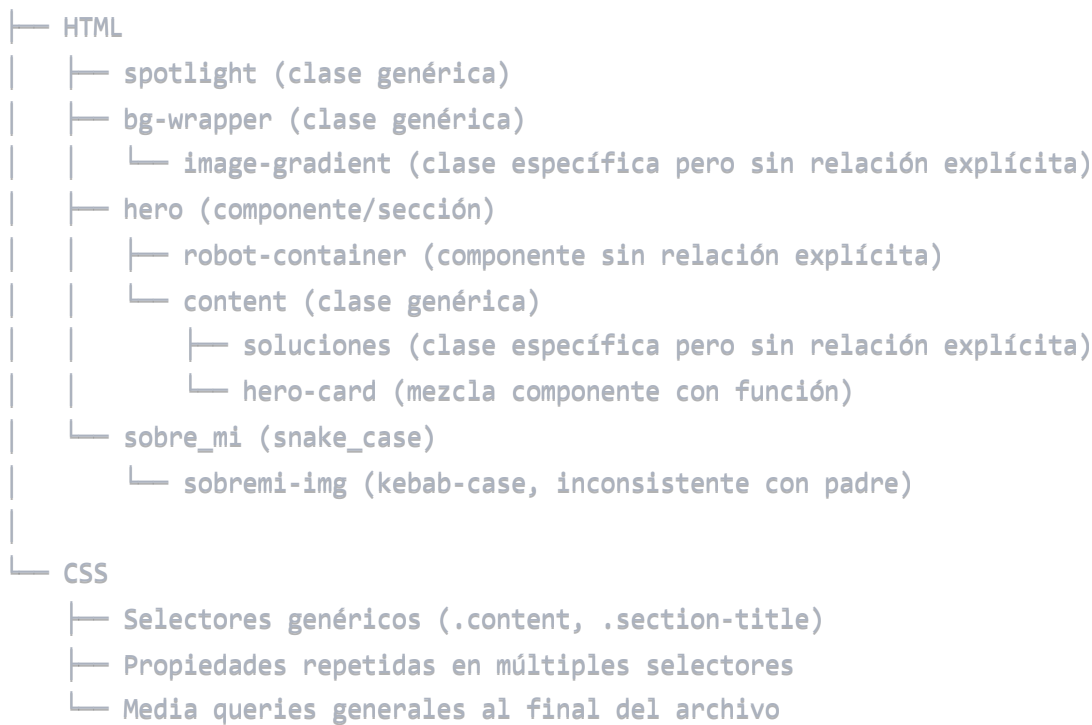 ├── HTML
│   ├── spotlight (clase genérica)
│   ├── bg-wrapper (clase genérica)
│   │   └── image-gradient (clase específica pero sin relación explícita)
│   ├── hero (componente/sección)
│   │   ├── robot-container (componente sin relación explícita)
│   │   └── content (clase genérica)
│   │       ├── soluciones (clase específica pero sin relación explícita)
│   │       └── hero-card (mezcla componente con función)
│   └── sobre_mi (snake_case)
│       └── sobremi-img (kebab-case, inconsistente con padre)
│
└── CSS
    ├── Selectores genéricos (.content, .section-title)
    ├── Propiedades repetidas en múltiples selectores
    └── Media queries generales al final del archivo